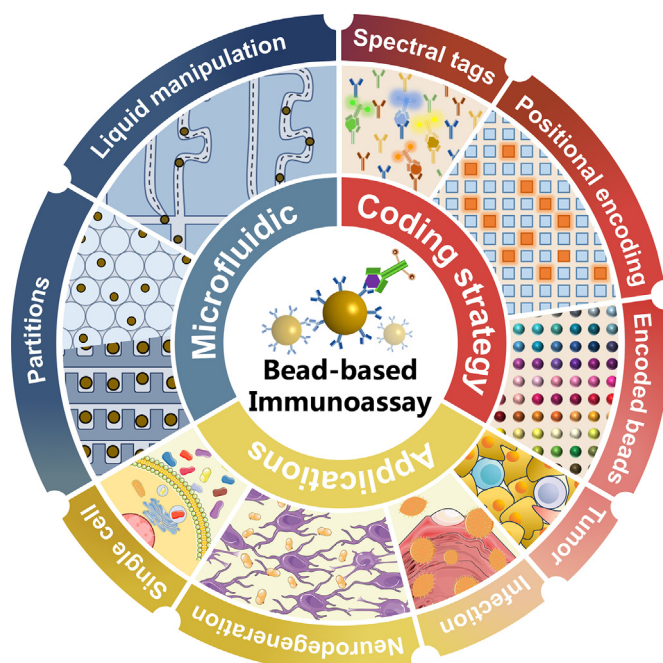 Bead-based
Immunoassay
Microfluidic
Coding strategy
Applications
Liquid manipulation
Partitions
Spectral tags
Positional encoding
Encoded beads
Tumor
Infection
Neurodegeneration
Single cell